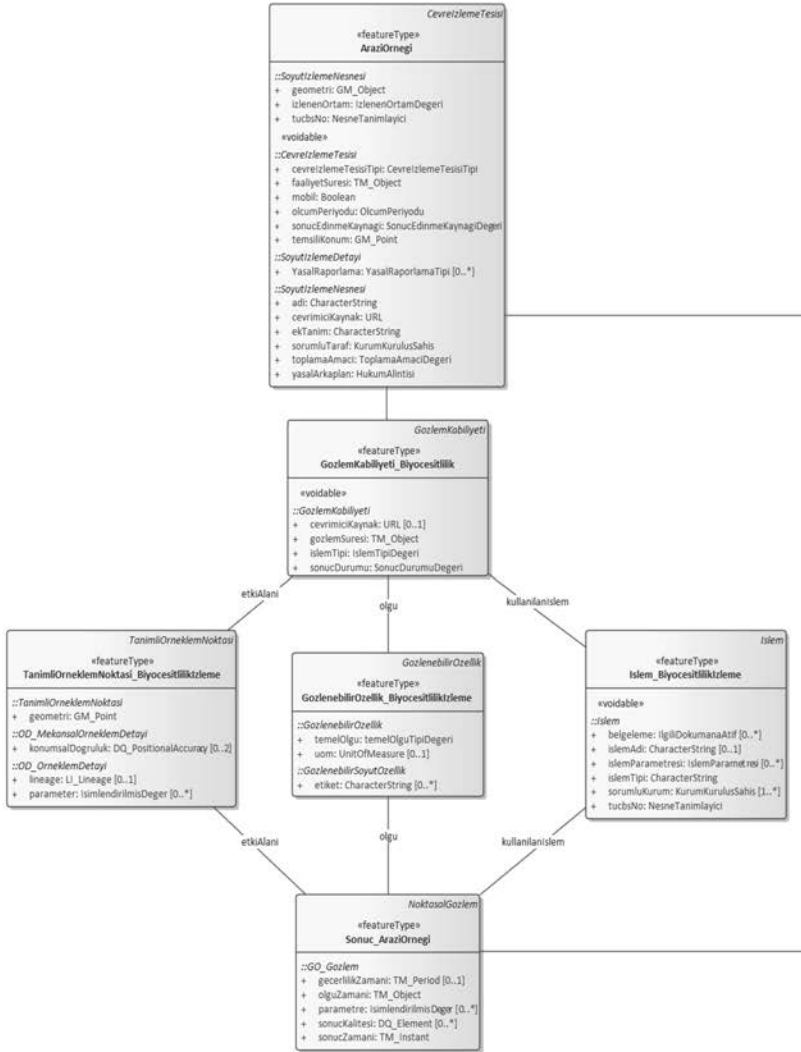 CevreIzlemeTesisi
«featureType»
AraziOrnegi
::SoyutIzlemeNesnesi
+ geometri: GM_Object
+ izlenenOrtam: IzlenenOrtamDegeri
+ tucbsNo: NesneTanimlayici
«voidable»
::CevreIzlemeTesisi
+ cevreIzlemeTesisiTipi: CevreIzlemeTesisiTipi
+ faaliyetSuresi: TM_Object
+ mobil: Boolean
+ olcumPeriyodu: OlcumPeriyodu
+ sonucEdinmeKaynagi: SonucEdinmeKaynagiDegeri
+ temsiliKonum: GM_Point
::SoyutIzlemeDetayi
+ YasalRaporlama: YasalRaporlamaTipi [0..*]
::SoyutIzlemeNesnesi
+ adi: CharacterString
+ cevrimiciKaynak: URL
+ ekTanim: CharacterString
+ sorumluTaraf: KurumKurulusSahis
+ toplamaAmaci: ToplamaAmaciDegeri
+ yasalArkaplan: HukumAlintisi
GozlemKabiliyeti
«featureType»
GozlemKabiliyeti_Biyocesitlilik
«voidable»
::GozlemKabiliyeti
+ cevrimiciKaynak: URL [0..1]
+ gozlemSuresi: TM_Object
+ islemTipi: IslemTipiDegeri
+ sonucDurumu: SonucDurumuDegeri
etkiAlani
olgu
kullanilanIslem
TanimliOrneklemNoktasi
«featureType»
TanimliOrneklemNoktasi_BiyocesitlilikIzleme
::TanimliOrneklemNoktasi
+ geometri: GM_Point
::OD_MekansalOrneklemDetayi
+ konumsalDogruluk: DQ_PositionalAccuracy [0..2]
::OD_OrneklemDetayi
+ lineage: LI_Lineage [0..1]
+ parameter: IsimlendirilmisDeger [0..*]
GozlenebilirOzellik
«featureType»
GozlenebilirOzellik_BiyocesitlilikIzleme
::GozlenebilirOzellik
+ temelOlgu: temelOlguTipiDegeri
+ uom: UnitOfMeasure [0..1]
::GozlenebilirSoyutOzellik
+ etiket: CharacterString [0..*]
Islem
«featureType»
Islem_BiyocesitlilikIzleme
«voidable»
::Islem
+ belgeleme: IlgiliDokumanaAtif [0..*]
+ islemAdi: CharacterString [0..1]
+ islemParametresi: IslemParametresi [0..*]
+ islemTipi: CharacterString
+ sorumluKurum: KurumKurulusSahis [1..*]
+ tucbsNo: NesneTanimlayici
etkiAlani
olgu
kullanilanIslem
NoktasalGozlem
«featureType»
Sonuc_AraziOrnegi
::GO_Gozlem
+ gecerlilikZamani: TM_Period [0..1]
+ olguZamani: TM_Object
+ parametre: IsimlendirilmisDeger [0..*]
+ sonucKalitesi: DQ_Element [0..*]
+ sonucZamani: TM_Instant